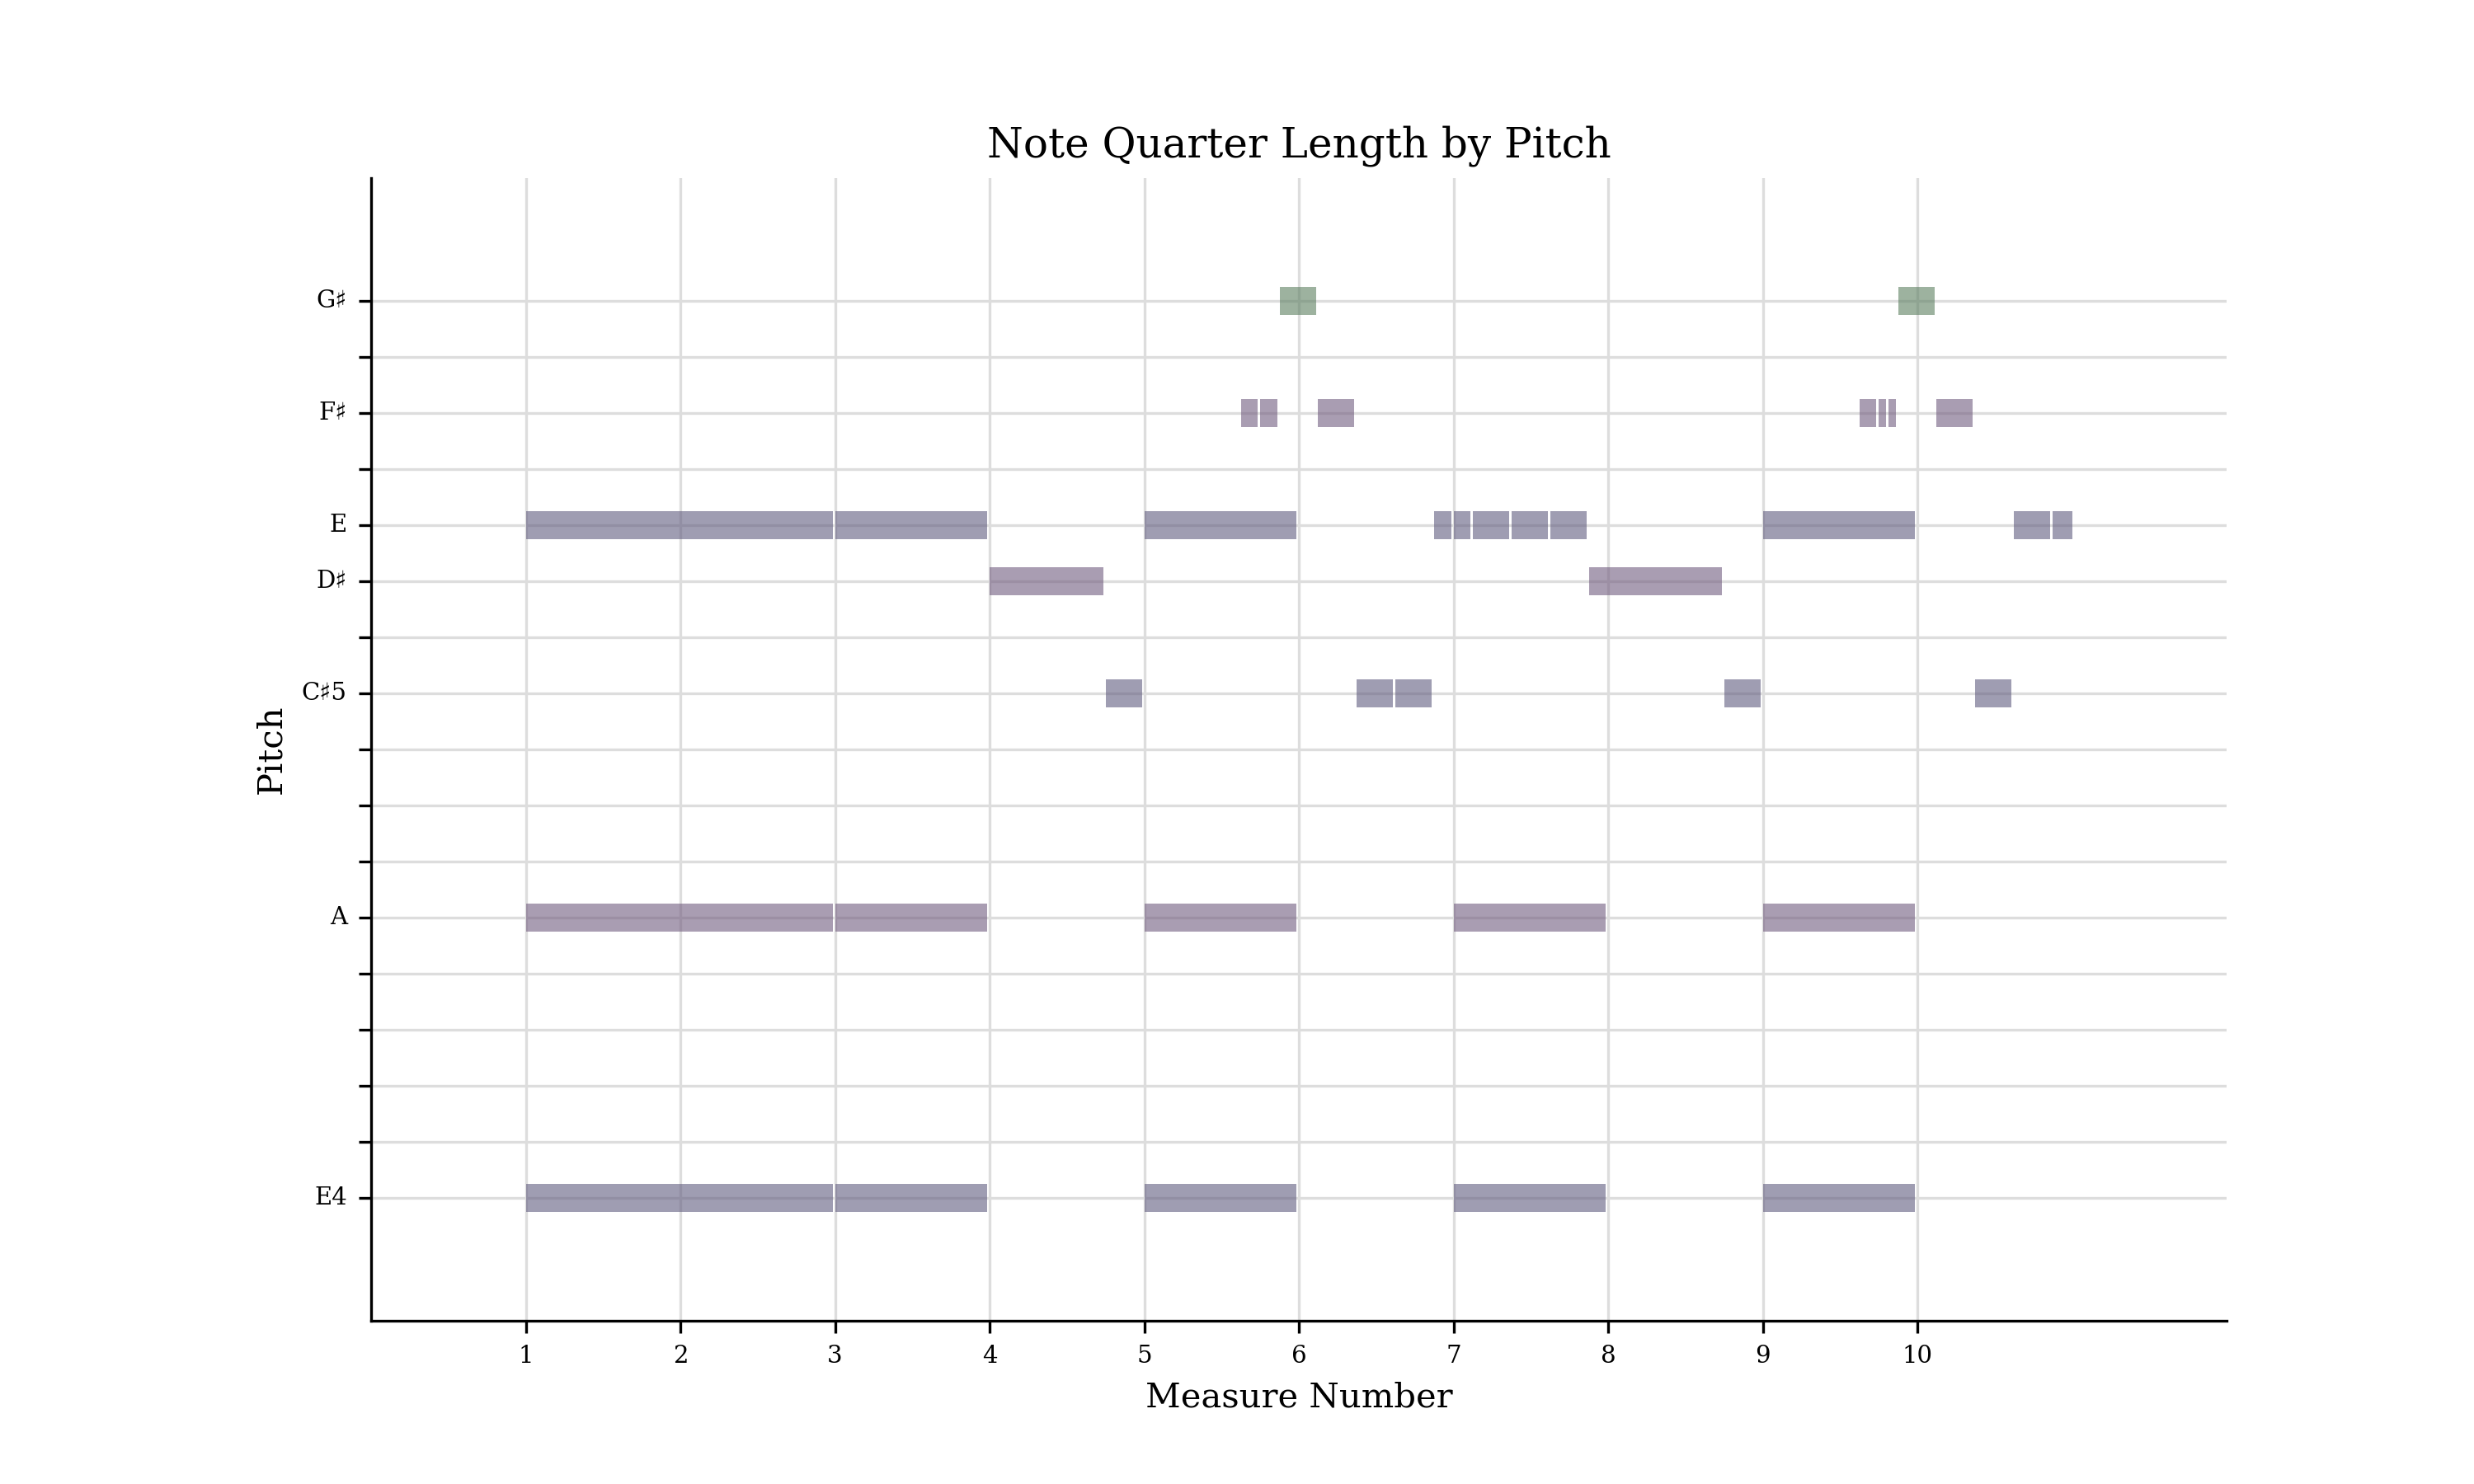 Note Quarter Length by Pitch
G♯
F♯
E
D♯
C♯5
A
E4
Pitch
1 2 3 4 5 6 7 8 9 10
Measure Number